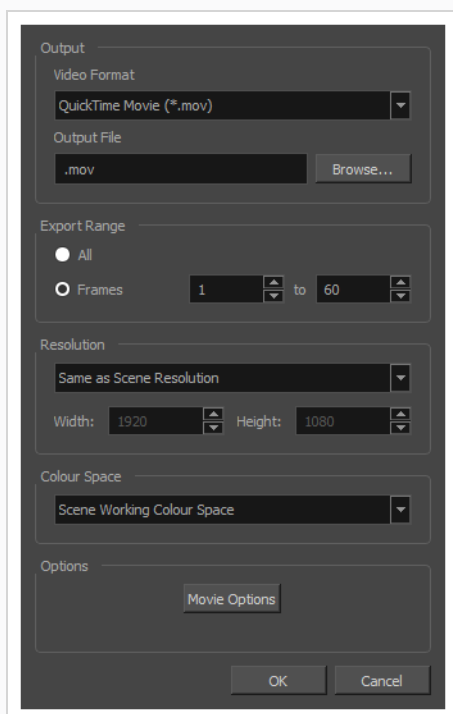 Output
Video Format
QuickTime Movie (*.mov)
Output File
.mov Browse...
Export Range
All
Frames 1 to 60
Resolution
Same as Scene Resolution
Width: 1920 Height: 1080
Colour Space
Scene Working Colour Space
Options
Movie Options
OK Cancel